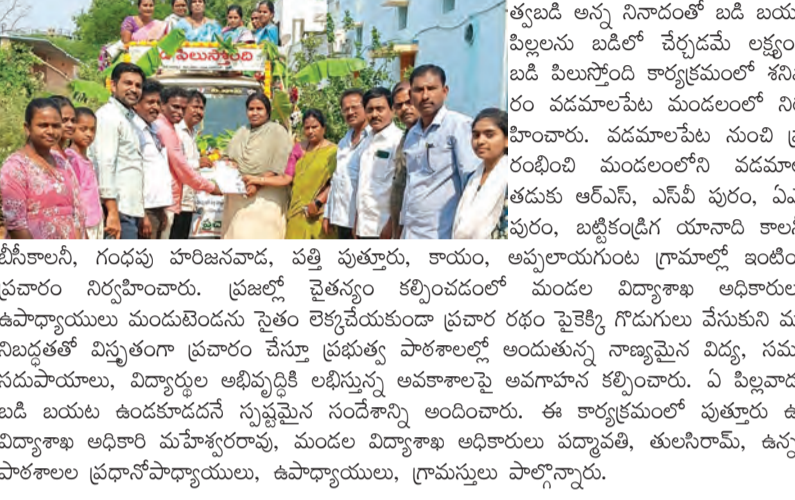 పిలుస్తోంది
త్వబడి అన్న నినాదంతో బడి బయ
పిల్లలను బడిలో చేర్చడమే లక్ష్యం
బడి పిలుస్తోంది కార్యక్రమంలో శని
రం వడమాలపేట మండలంలో ని
హించారు. వడమాలపేట నుంచి ప్ర
రంభించి మండలంలోని వడమాల
తడుకు ఆర్ఎస్, ఎస్‌వీ పురం, ఏఎ
పురం, బట్టికండ్రిగ యానాది కాల
బీసీకాలనీ, గంధపు హరిజనవాడ, పత్తి పుత్తూరు, కాయం, అప్పలాయగుంట గ్రామాల్లో ఇంటిం
ప్రచారం నిర్వహించారు. ప్రజల్లో చైతన్యం కల్పించడంలో మండల విద్యాశాఖ అధికారుల
ఉపాధ్యాయులు మండుటెండను సైతం లెక్కచేయకుండా ప్రచార రథం పైకెక్కి గొడుగులు వేసుకుని
నిబద్ధతతో విస్తృతంగా ప్రచారం చేస్తూ ప్రభుత్వ పాఠశాలల్లో అందుతున్న నాణ్యమైన విద్య, సమ
సదుపాయాలు, విద్యార్థుల అభివృద్ధికి లభిస్తున్న అవకాశాలపై అవగాహన కల్పించారు. ఏ పిల్లవాడ
బడి బయట ఉండకూడదనే స్పష్టమైన సందేశాన్ని అందించారు. ఈ కార్యక్రమంలో పుత్తూరు ఉ
విద్యాశాఖ అధికారి మహేశ్వరరావు, మండల విద్యాశాఖ అధికారులు పద్మావతి, తులసిరామ్, ఉన్న
పాఠశాలల ప్రధానోపాధ్యాయులు, ఉపాధ్యాయులు, గ్రామస్తులు పాల్గొన్నారు.